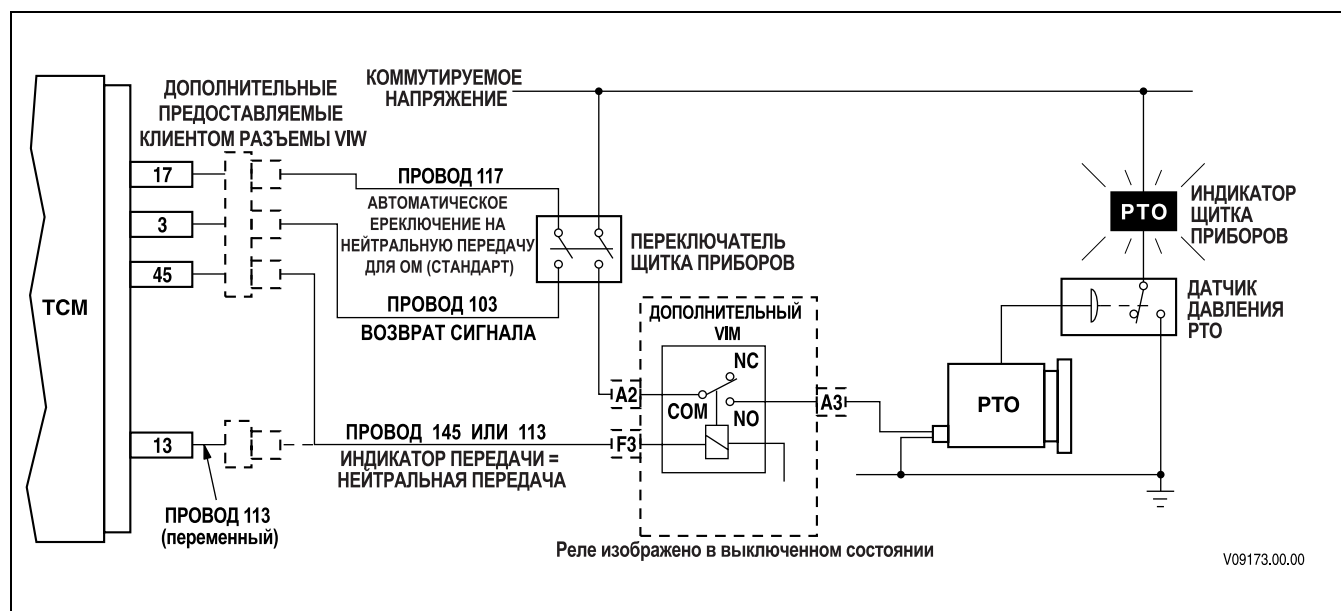 ДОПОЛНИТЕЛЬНЫЕ
ПРЕДОСТАВЛЯЕМЫЕ
КЛИЕНТОМ РАЗЪЕМЫ VIW
КОММУТИРУЕМОЕ
НАПРЯЖЕНИЕ
17
3
45
13
TCM
ПРОВОД 117
АВТОМАТИЧЕСКОЕ
ЕРЕКЛЮЧЕНИЕ НА
НЕЙТРАЛЬНУЮ ПЕРЕДАЧУ
ДЛЯ ОМ (СТАНДАРТ)
ПРОВОД 103
ВОЗВРАТ СИГНАЛА
ПЕРЕКЛЮЧАТЕЛЬ
ЩИТКА ПРИБОРОВ
PTO
ИНДИКАТОР
ЩИТКА
ПРИБОРОВ
ДАТЧИК
ДАВЛЕНИЯ
PTO
ДОПОЛНИТЕЛЬНЫЙ
VIM
NC
COM
NO
A2
A3
F3
PTO
ПРОВОД 145 ИЛИ 113
ИНДИКАТОР ПЕРЕДАЧИ =
НЕЙТРАЛЬНАЯ ПЕРЕДАЧА
ПРОВОД 113
(переменный)
Реле изображено в выключенном состоянии
V09173.00.00